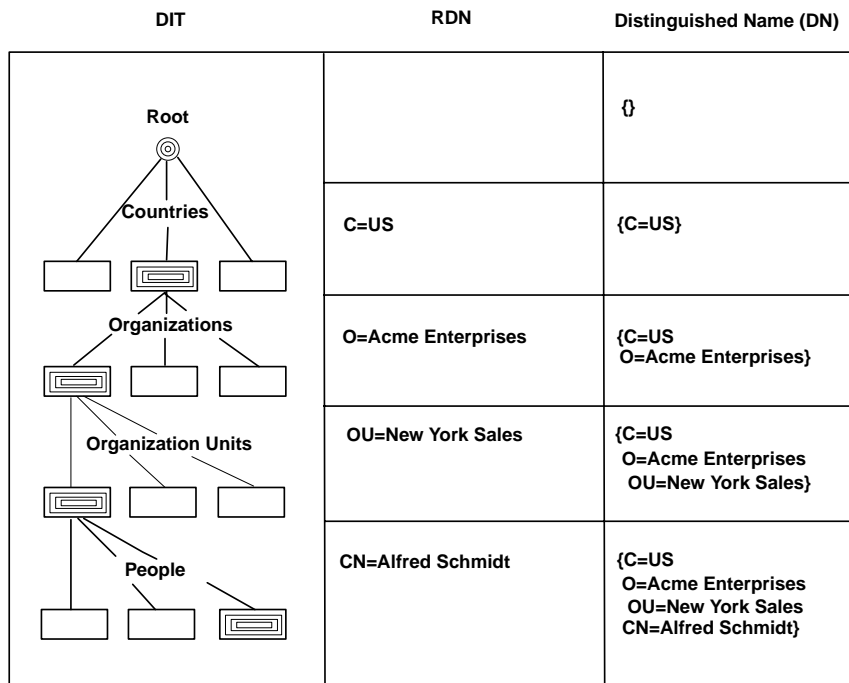 DIT RDN Distinguished Name (DN)
Root
{}
Countries
C=US
{C=US}
Organizations
O=Acme Enterprises
{C=US
O=Acme Enterprises}
Organization Units
OU=New York Sales
{C=US
O=Acme Enterprises
OU=New York Sales}
People
CN=Alfred Schmidt
{C=US
O=Acme Enterprises
OU=New York Sales
CN=Alfred Schmidt}